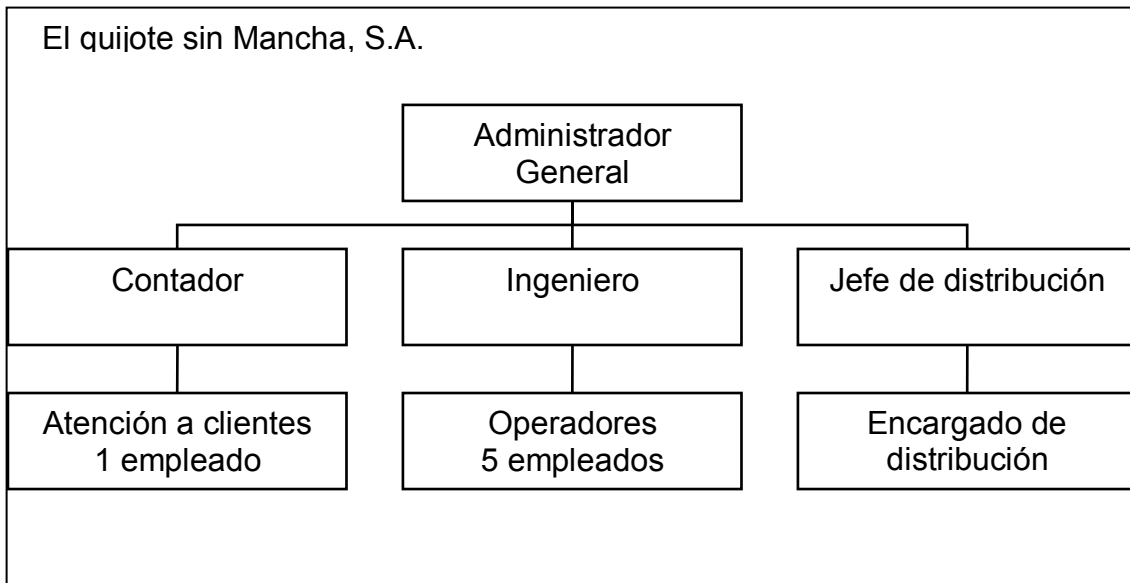 El quijote sin Mancha, S.A.
Administrador
General
Contador
Ingeniero
Jefe de distribución
Atención a clientes
1 empleado
Operadores
5 empleados
Encargado de
distribución